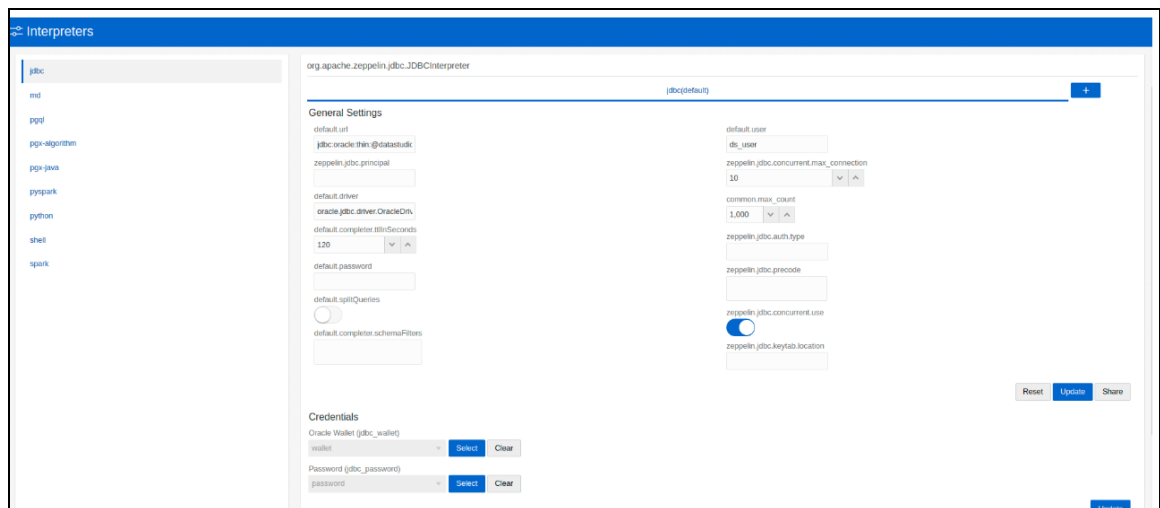 Interpreters
jdbc
md
pgql
pgx-algorithm
pgx-java
pyspark
python
shell
spark
org.apache.zeppelin.jdbc.JDBCInterpreter
jdbc(default)
+
General Settings
default.url
jdbc:oracle:thin:@datastudic
zeppelin.jdbc.principal
default.driver
oracle.jdbc.driver.OracleDriv
default.completer.ttlInSeconds
120
default.password
default.splitQueries
default.completer.schemaFilters
default.user
ds_user
zeppelin.jdbc.concurrent.max_connection
10
common.max_count
1,000
zeppelin.jdbc.auth.type
zeppelin.jdbc.precode
zeppelin.jdbc.concurrent.use
zeppelin.jdbc.keytab.location
Reset Update Share
Credentials
Oracle Wallet (jdbc_wallet)
wallet Select Clear
Password (jdbc_password)
password Select Clear
Update